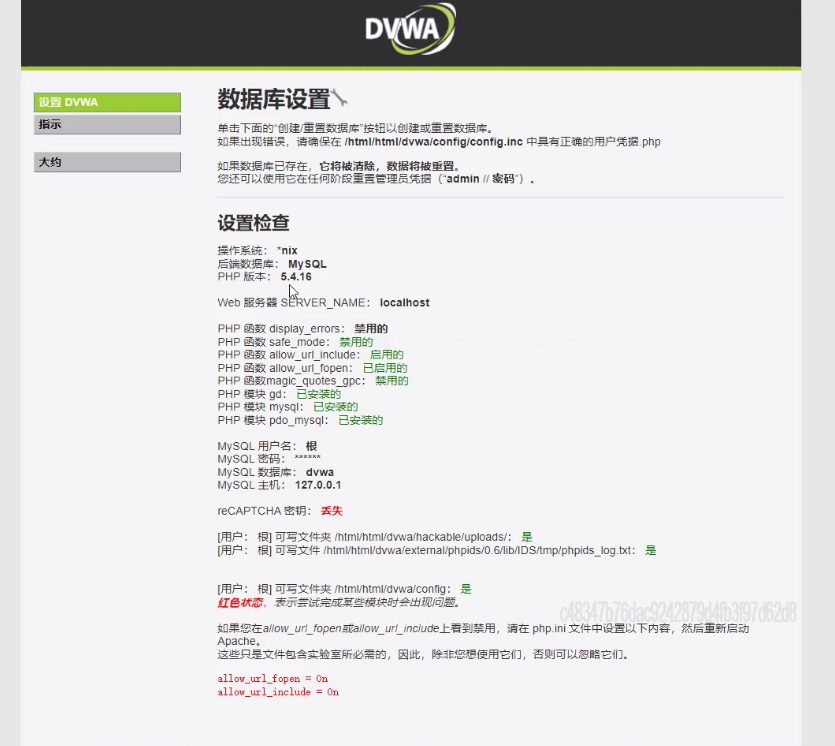 DVWA
设置 DVWA
指示
大约
数据库设置
单击下面的“创建/重置数据库”按钮以创建或重置数据库。
如果出现错误，请确保在 /html/html/dvwa/config/config.inc 中具有正确的用户凭据.php
如果数据库已存在，它将被清除，数据将被重置。
您还可以使用它在任何阶段重置管理员凭据（“admin // 密码”）。
设置检查
操作系统： *nix
后端数据库： MySQL
PHP 版本： 5.4.16
Web 服务器 SERVER_NAME： localhost
PHP 函数 display_errors： 禁用的
PHP 函数 safe_mode： 禁用的
PHP 函数 allow_url_include： 启用的
PHP 函数 allow_url_fopen： 已启用的
PHP 函数magic_quotes_gpc： 禁用的
PHP 模块 gd： 已安装的
PHP 模块 mysql： 已安装的
PHP 模块 pdo_mysql： 已安装的
MySQL 用户名： 根
MySQL 密码： ******
MySQL 数据库： dvwa
MySQL 主机： 127.0.0.1
reCAPTCHA 密钥： 丢失
[用户： 根] 可写文件夹 /html/html/dvwa/hackable/uploads/： 是
[用户： 根] 可写文件 /html/html/dvwa/external/phpids/0.6/lib/IDS/tmp/phpids_log.txt： 是
[用户： 根] 可写文件夹 /html/html/dvwa/config： 是
红色状态，表示尝试完成某些模块时会出现问题。
c48347b76dac9242879d4fb3f97d62d8
如果您在allow_url_fopen或allow_url_include上看到禁用，请在 php.ini 文件中设置以下内容，然后重新启动
Apache。
这些只是文件包含实验室所必需的，因此，除非您想使用它们，否则可以忽略它们。
allow_url_fopen = On
allow_url_include = On